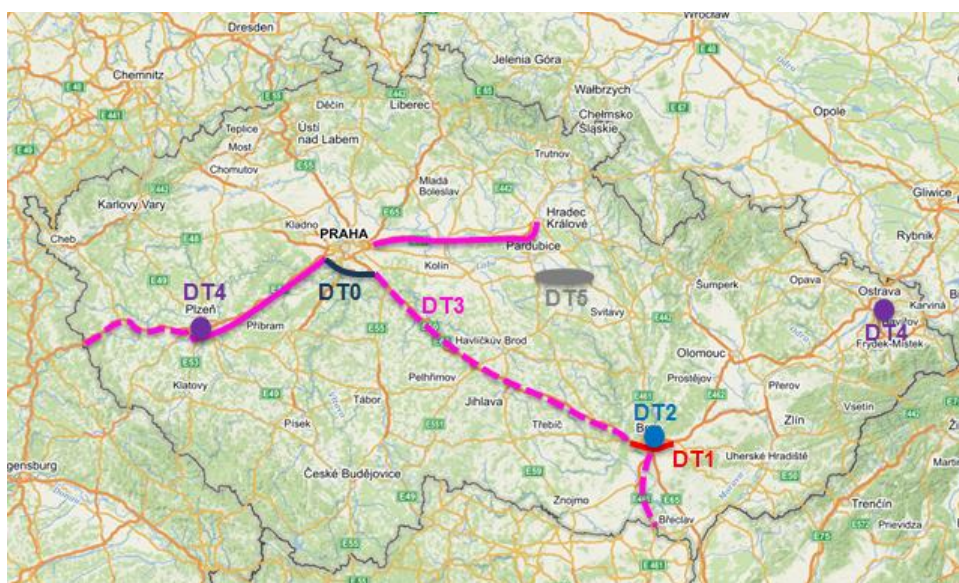 Wrocław
Dresden
Jelenia Góra
Chemnitz
Wałbrzych
Děčín
Liberec
Opole
Chełmsko
Śląskie
Teplice
Ústí
nad Labem
Most
Chomutov
Trutnov
Mladá
Boleslav
Gliwice
Karlovy Vary
Hradec
Králové
Kladno
PRAHA
Rybnik
Cheb
Pardubice
Kolín
Opava
Ostrava
Šumperk
Karviná
DT4
Plzeň
DT0
DT3
DT5
Svitavy
DT4
Příbram
Havlíčkův Brod
Frýdek-Místek
Olomouc
Klatovy
Pelhřimov
Prostějov
Přerov
Tábor
Jihlava
DT2
Vsetín
Písek
Třebíč
Zlín
DT1
Uherské Hradiště
České Budějovice
Znojmo
Trenčín
Břeclav
Prievidza